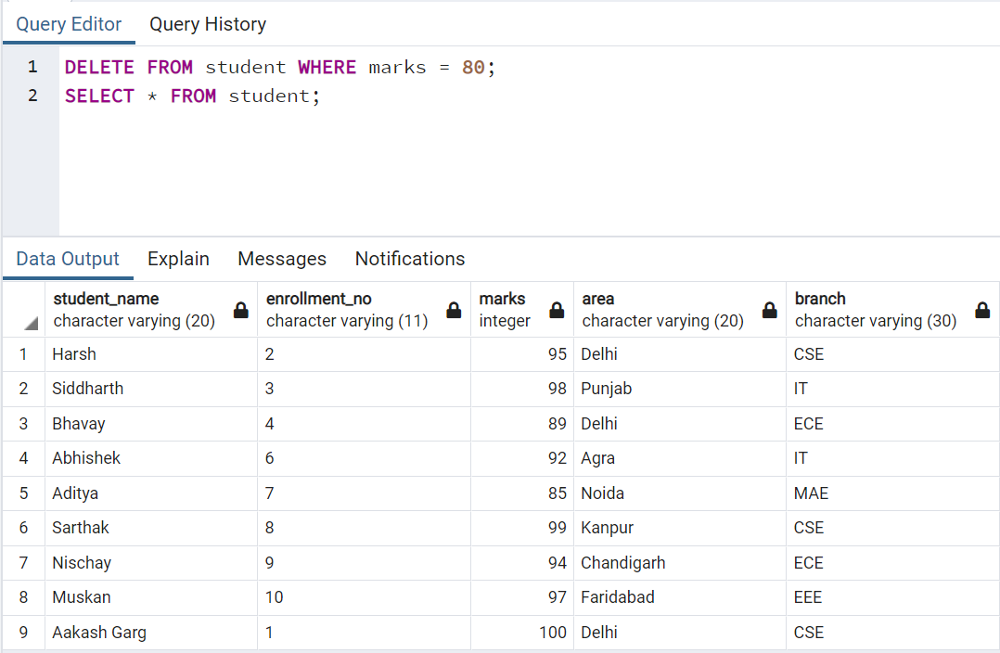 Query Editor Query History
1 DELETE FROM student WHERE marks = 80;
2 SELECT * FROM student;
Data Output Explain Messages Notifications
student_name enrollment_no marks area branch
character varying (20) character varying (11) integer character varying (20) character varying (30)
1 Harsh 2 95 Delhi CSE
2 Siddharth 3 98 Punjab IT
3 Bhavay 4 89 Delhi ECE
4 Abhishek 6 92 Agra IT
5 Aditya 7 85 Noida MAE
6 Sarthak 8 99 Kanpur CSE
7 Nischay 9 94 Chandigarh ECE
8 Muskan 10 97 Faridabad EEE
9 Aakash Garg 1 100 Delhi CSE